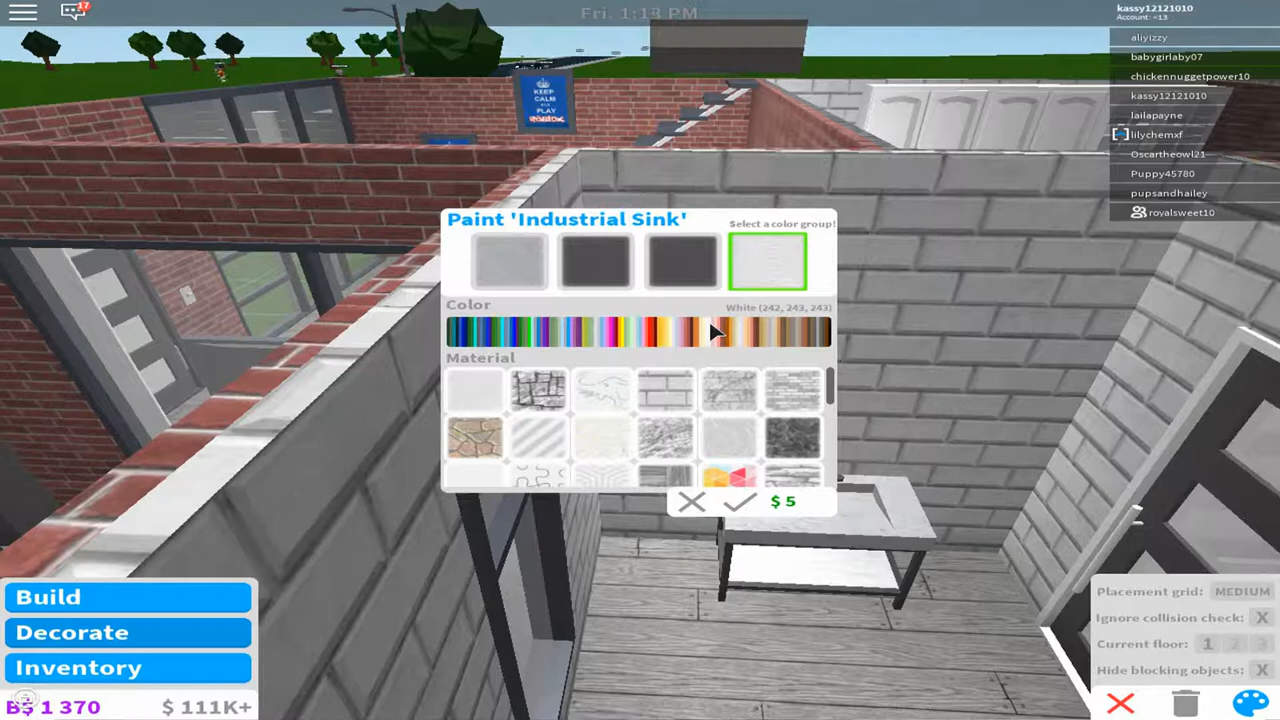 17
Fri. 1:13 PM
kassy12121010
Account: <13
aliyizzy
babygirlaby07
chickennuggetpower10
kassy12121010
lailapayne
lilychemxf
Oscartheowl21
Puppy45780
pupsandhailey
royalsweet10
KEEP
CALM
AND
PLAY
ROBLOX
Paint 'Industrial Sink'
Select a color group!
Color
White (242, 243, 243)
Material
$ 5
Build
Decorate
Inventory
B$ 1 370
$ 111K+
Placement grid: MEDIUM
Ignore collision check: X
Current floor: 1 2 3
Hide blocking objects: X